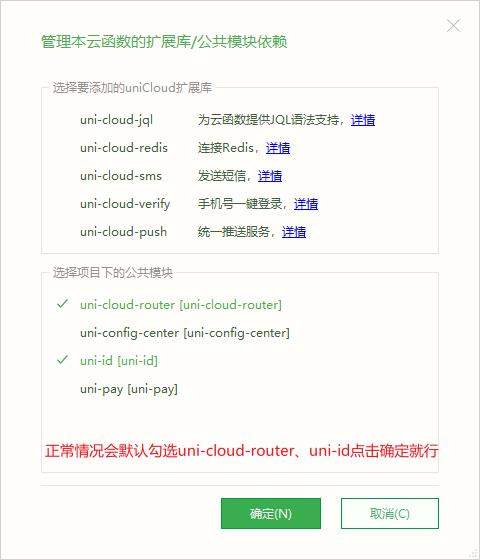 管理本云函数的扩展库/公共模块依赖
选择要添加的uniCloud扩展库
uni-cloud-jql 为云函数提供JQL语法支持，详情
uni-cloud-redis 连接Redis，详情
uni-cloud-sms 发送短信，详情
uni-cloud-verify 手机号一键登录，详情
uni-cloud-push 统一推送服务，详情
选择项目下的公共模块
uni-cloud-router [uni-cloud-router]
uni-config-center [uni-config-center]
uni-id [uni-id]
uni-pay [uni-pay]
正常情况会默认勾选uni-cloud-router、uni-id点击确定就行
确定(N) 取消(C)